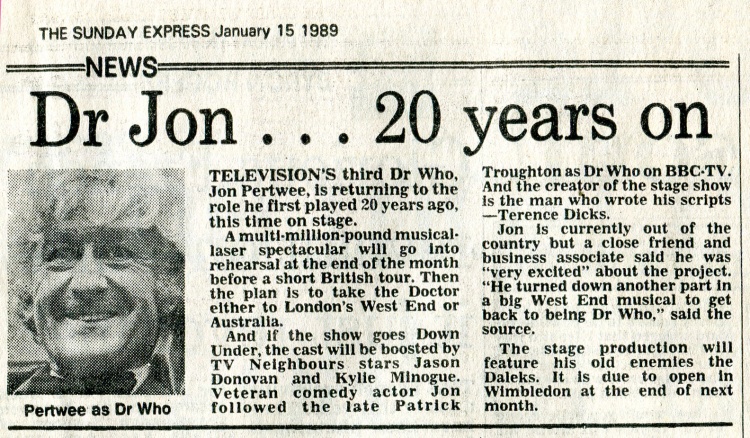 THE SUNDAY EXPRESS January 15 1989
NEWS
Dr Jon . . . 20 years on
Pertwee as Dr Who
TELEVISION'S third Dr Who,
Jon Pertwee, is returning to the
role he first played 20 years ago,
this time on stage.
A multi-million-pound musical-
laser spectacular will go into
rehearsal at the end of the month
before a short British tour. Then
the plan is to take the Doctor
either to London's West End or
Australia.
And if the show goes Down
Under, the cast will be boosted by
TV Neighbours stars Jason
Donovan and Kylie Minogue.
Veteran comedy actor Jon
followed the late Patrick
Troughton as Dr Who on BBC-TV.
And the creator of the stage show
is the man who wrote his scripts
—Terence Dicks.
Jon is currently out of the
country but a close friend and
business associate said he was
"very excited" about the project.
"He turned down another part in
a big West End musical to get
back to being Dr Who," said the
source.
The stage production will
feature his old enemies the
Daleks. It is due to open in
Wimbledon at the end of next
month.